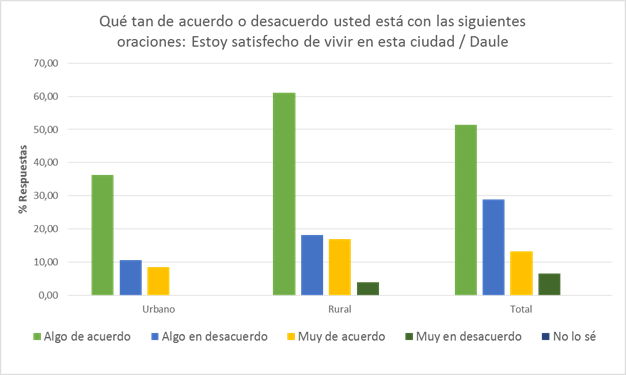 Qué tan de acuerdo o desacuerdo usted está con las siguientes
oraciones: Estoy satisfecho de vivir en esta ciudad / Daule
70,00
60,00
50,00
40,00
30,00
20,00
10,00
0,00
% Respuestas
Urbano Rural Total
Algo de acuerdo Algo en desacuerdo Muy de acuerdo Muy en desacuerdo No lo sé